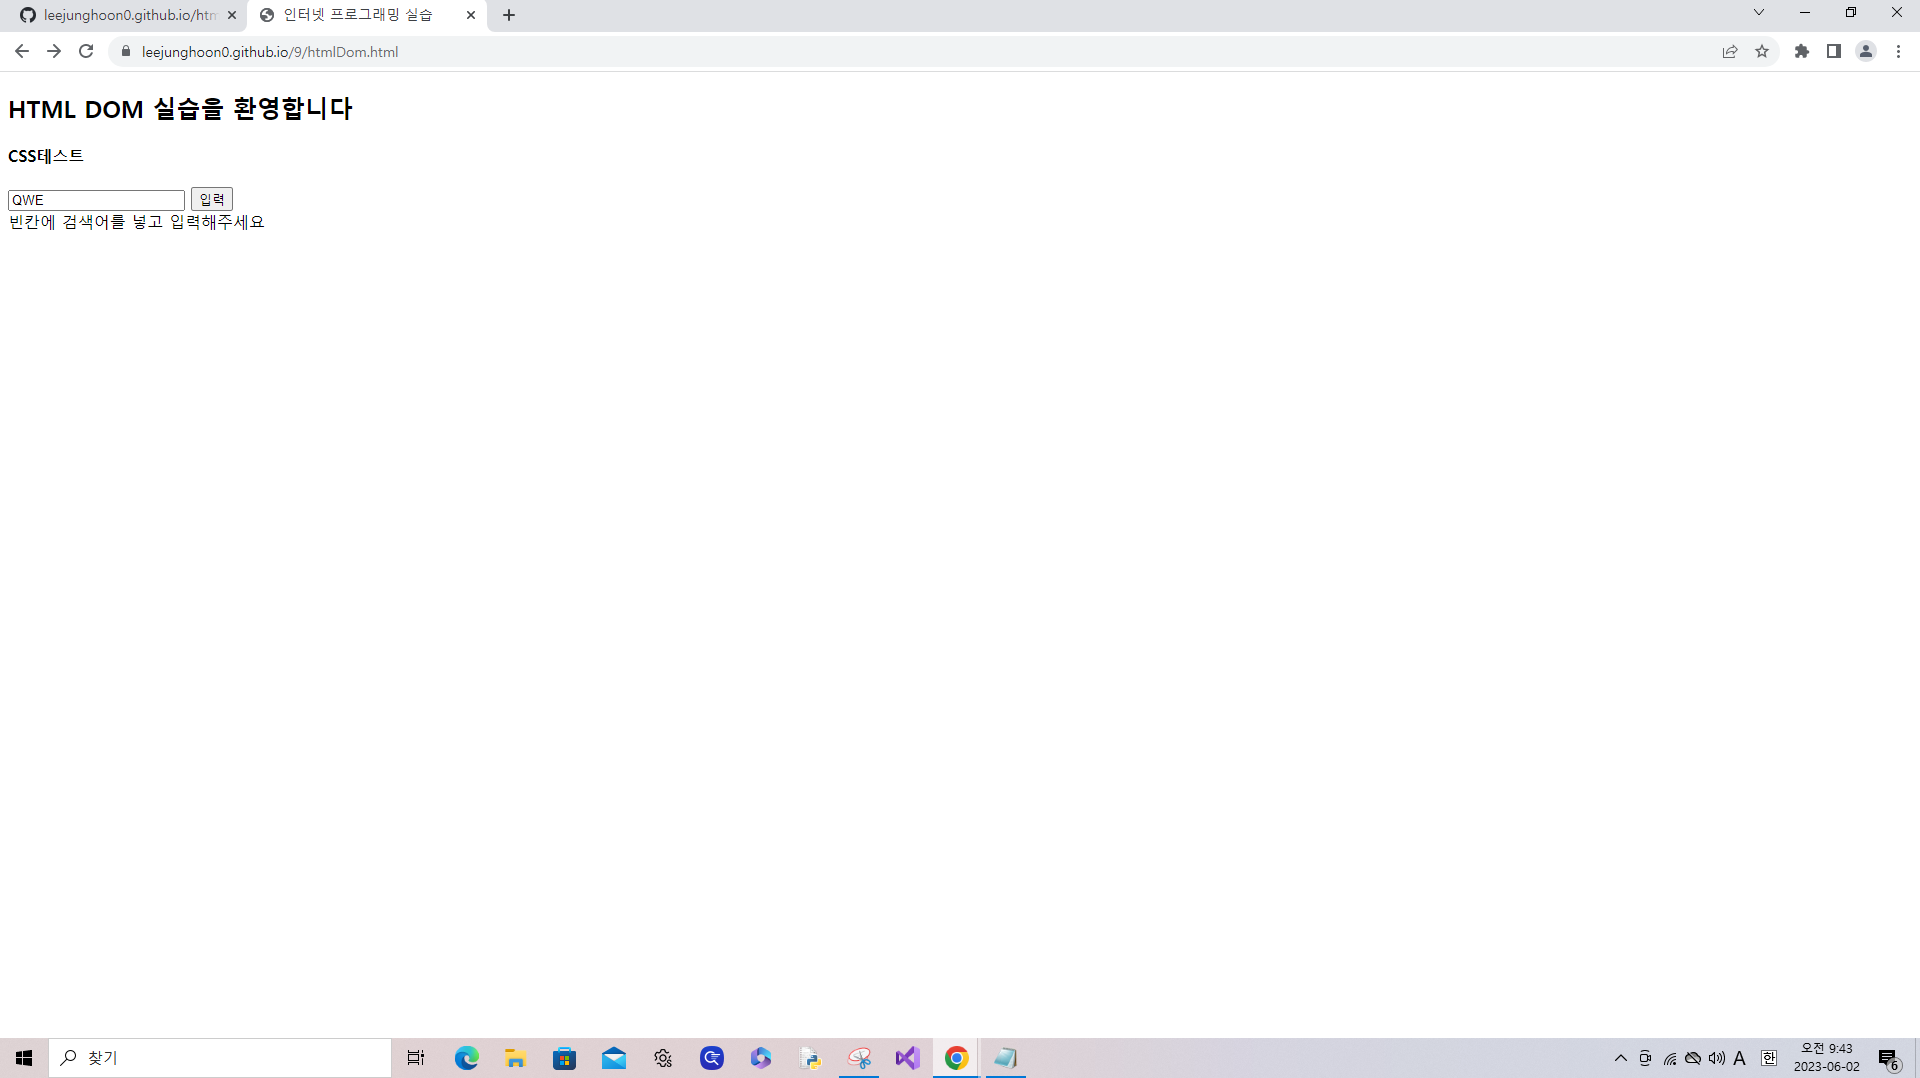 leejunghoon0.github.io/htm
인터넷 프로그래밍 실습
leejunghoon0.github.io/9/htmlDom.html
HTML DOM 실습을 환영합니다
CSS테스트
QWE 입력
빈칸에 검색어를 넣고 입력해주세요
찾기
A 한 오전 9:43
2023-06-02
6